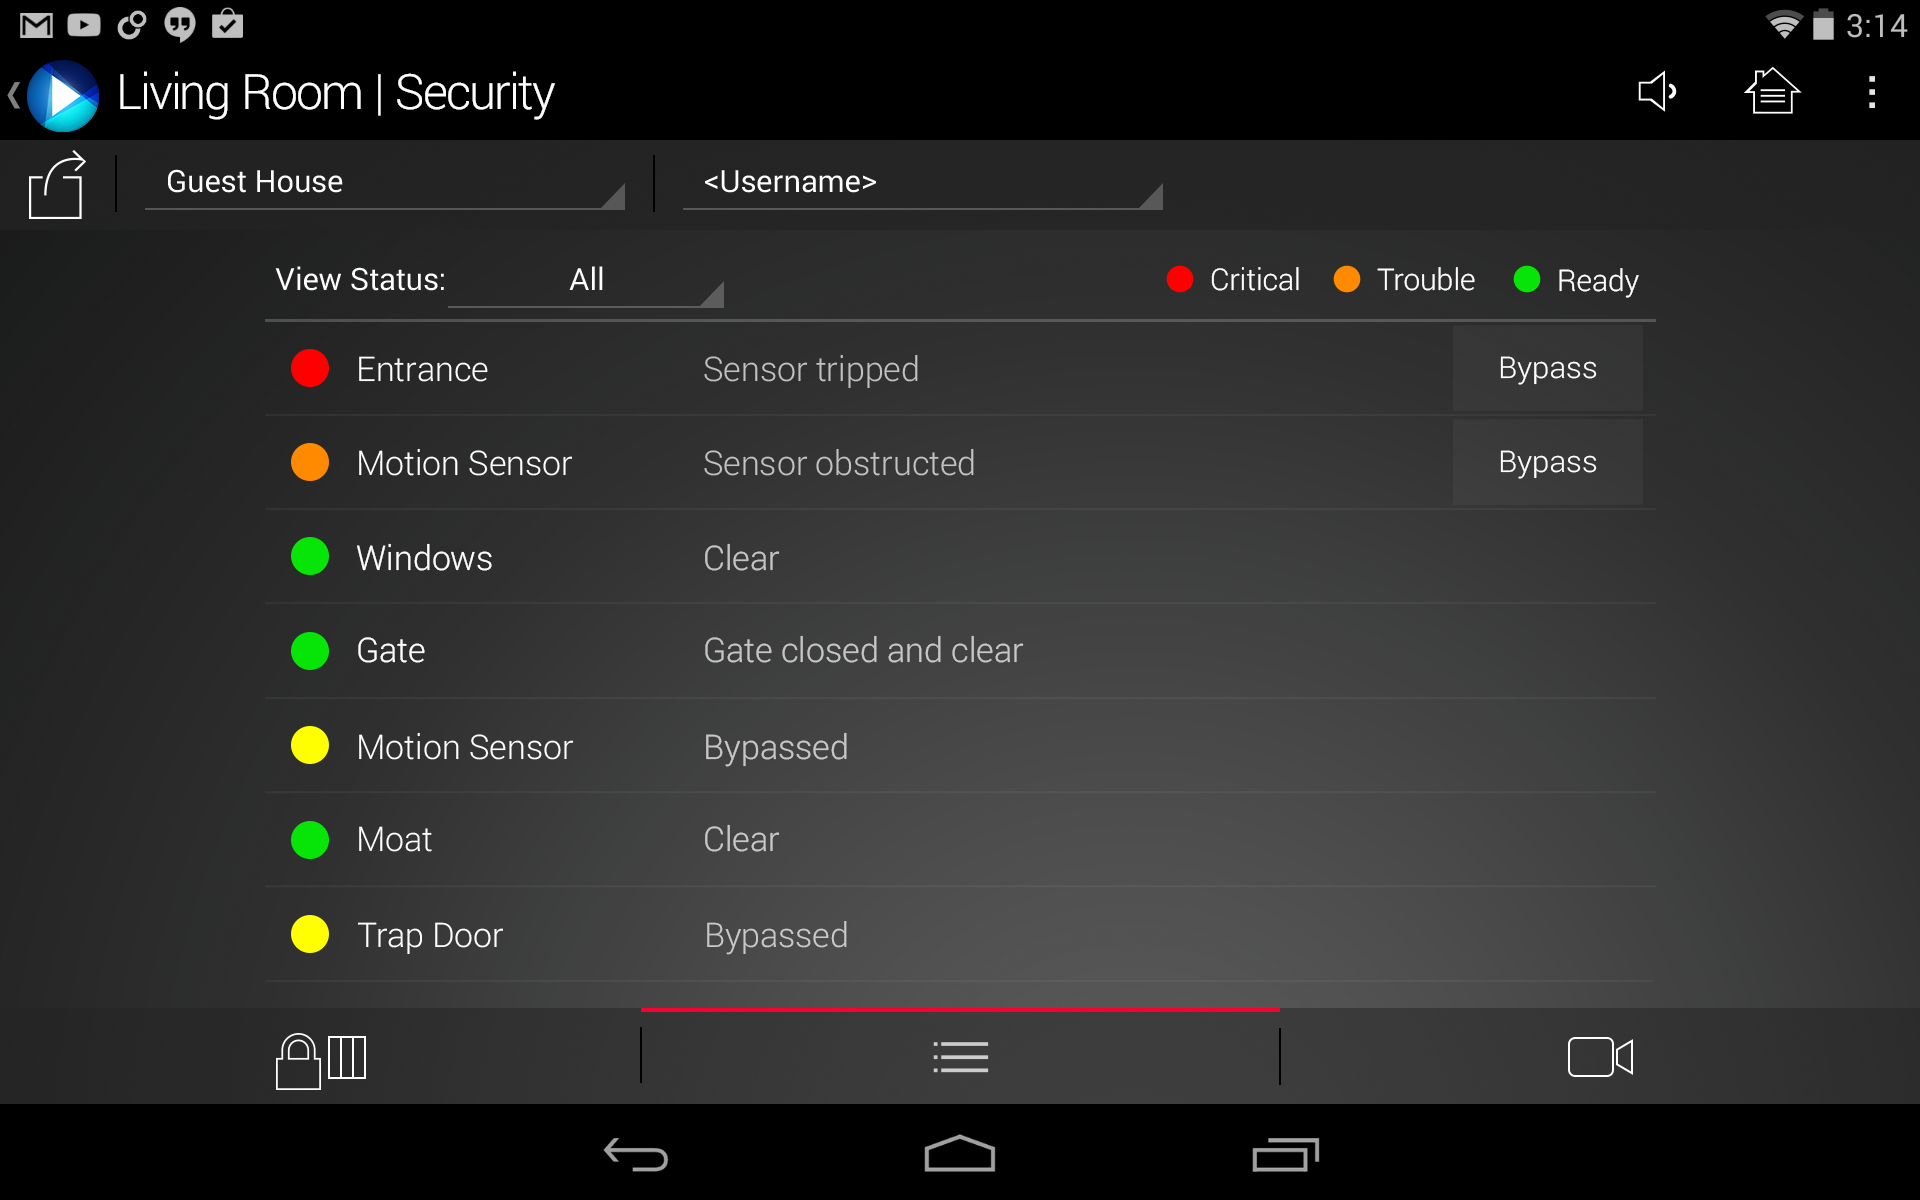 3:14
Living Room | Security
Guest House <Username>
View Status: All Critical Trouble Ready
Entrance Sensor tripped Bypass
Motion Sensor Sensor obstructed Bypass
Windows Clear
Gate Gate closed and clear
Motion Sensor Bypassed
Moat Clear
Trap Door Bypassed